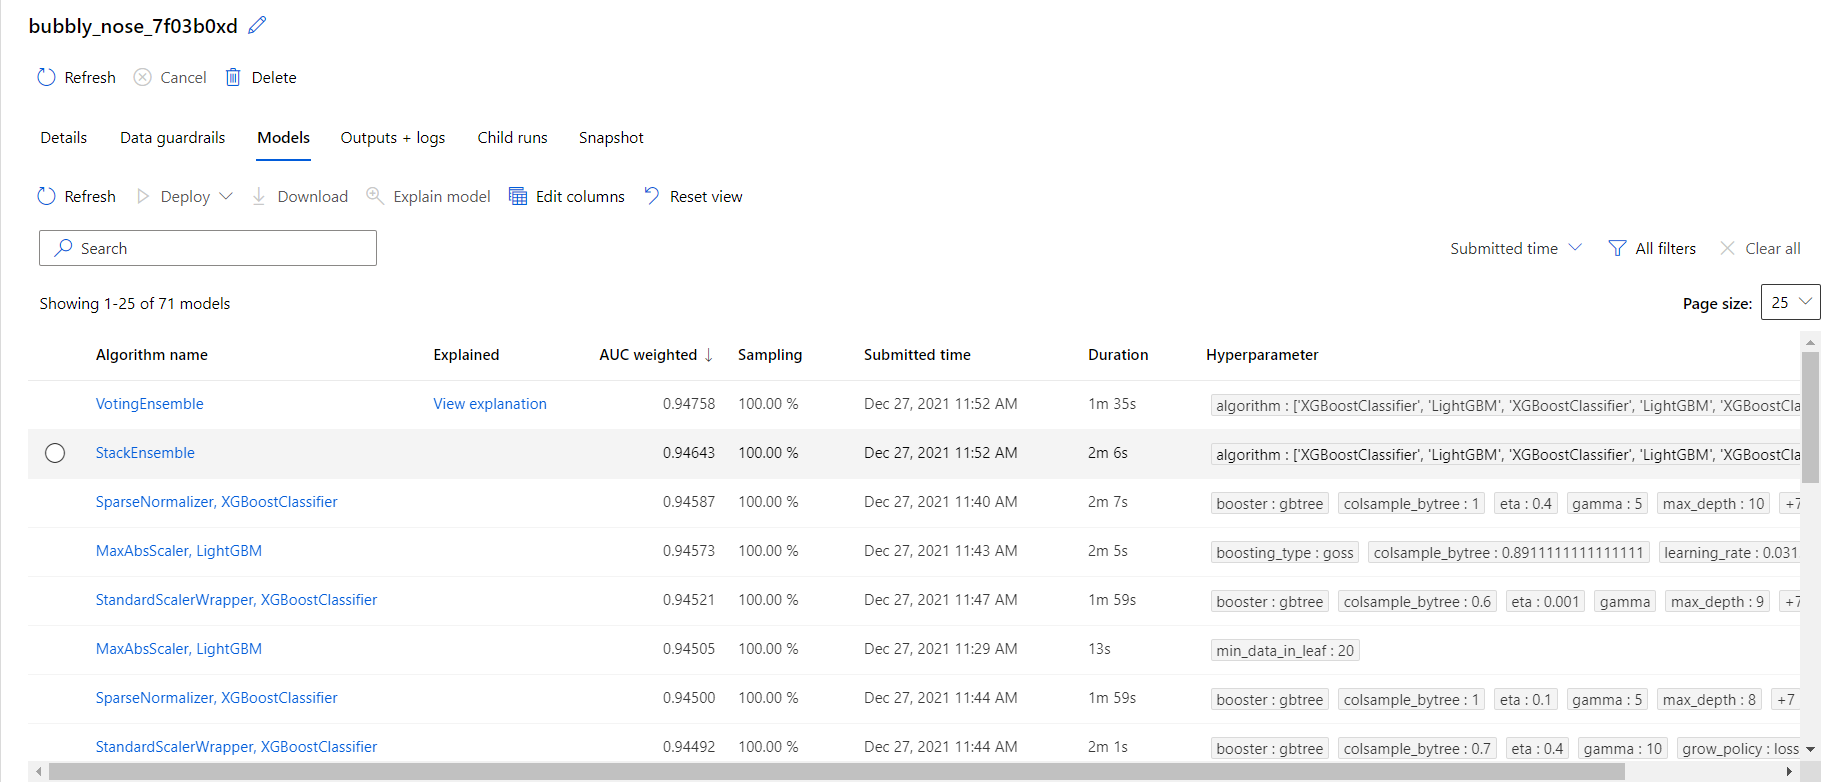 bubbly_nose_7f03b0xd
Refresh Cancel Delete
Details Data guardrails Models Outputs + logs Child runs Snapshot
Refresh Deploy Download Explain model Edit columns Reset view
Search Submitted time All filters Clear all
Showing 1-25 of 71 models Page size: 25
Algorithm name Explained AUC weighted ↓ Sampling Submitted time Duration Hyperparameter
VotingEnsemble View explanation 0.94758 100.00 % Dec 27, 2021 11:52 AM 1m 35s algorithm : ['XGBoostClassifier', 'LightGBM', 'XGBoostClassifier', 'LightGBM', 'XGBoostCla
StackEnsemble 0.94643 100.00 % Dec 27, 2021 11:52 AM 2m 6s algorithm : ['XGBoostClassifier', 'LightGBM', 'XGBoostClassifier', 'LightGBM', 'XGBoostCla
SparseNormalizer, XGBoostClassifier 0.94587 100.00 % Dec 27, 2021 11:40 AM 2m 7s booster : gbtree colsample_bytree : 1 eta : 0.4 gamma : 5 max_depth : 10 +7
MaxAbsScaler, LightGBM 0.94573 100.00 % Dec 27, 2021 11:43 AM 2m 5s boosting_type : goss colsample_bytree : 0.8911111111111111 learning_rate : 0.031
StandardScalerWrapper, XGBoostClassifier 0.94521 100.00 % Dec 27, 2021 11:47 AM 1m 59s booster : gbtree colsample_bytree : 0.6 eta : 0.001 gamma max_depth : 9 +7
MaxAbsScaler, LightGBM 0.94505 100.00 % Dec 27, 2021 11:29 AM 13s min_data_in_leaf : 20
SparseNormalizer, XGBoostClassifier 0.94500 100.00 % Dec 27, 2021 11:44 AM 1m 59s booster : gbtree colsample_bytree : 1 eta : 0.1 gamma : 5 max_depth : 8 +7
StandardScalerWrapper, XGBoostClassifier 0.94492 100.00 % Dec 27, 2021 11:44 AM 2m 1s booster : gbtree colsample_bytree : 0.7 eta : 0.4 gamma : 10 grow_policy : loss